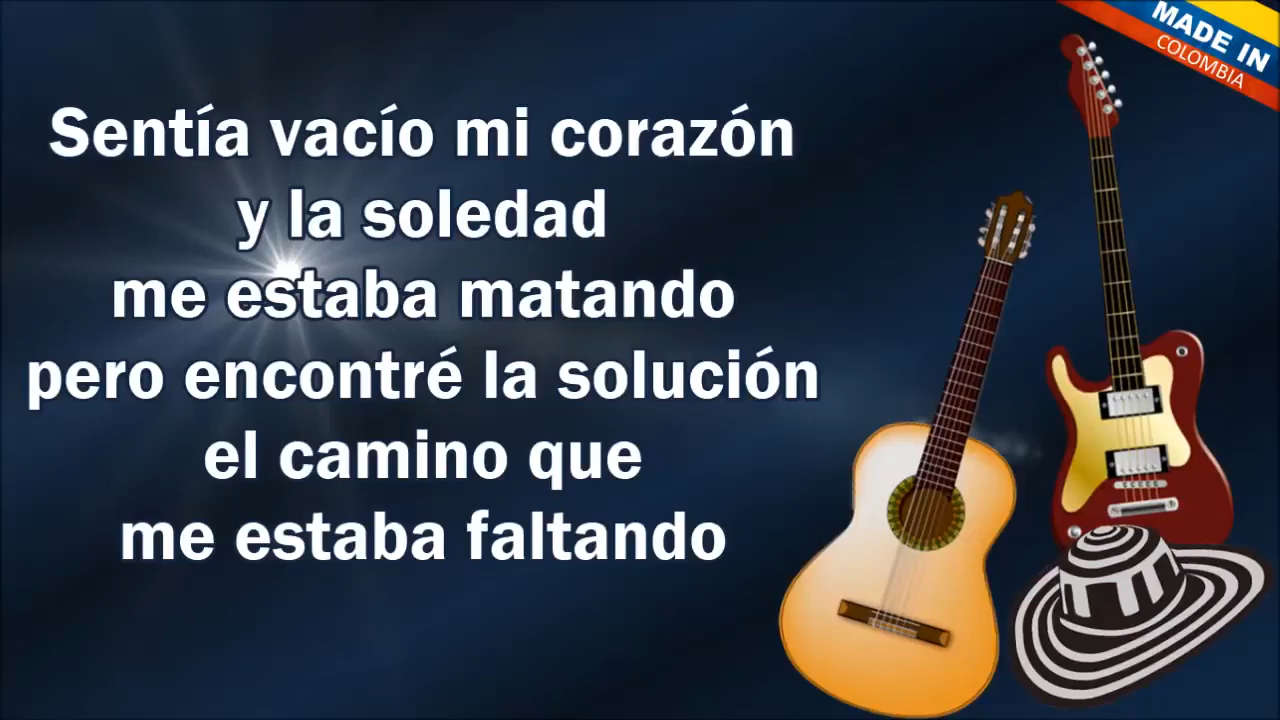 MADE IN
COLOMBIA
Sentía vacío mi corazón
y la soledad
me estaba matando
pero encontré la solución
el camino que
me estaba faltando